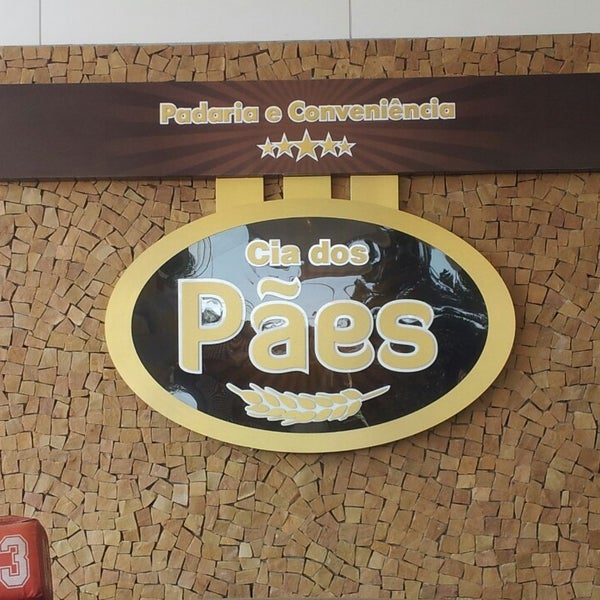 Padaria e Conveniência
Cia dos
Pães
3